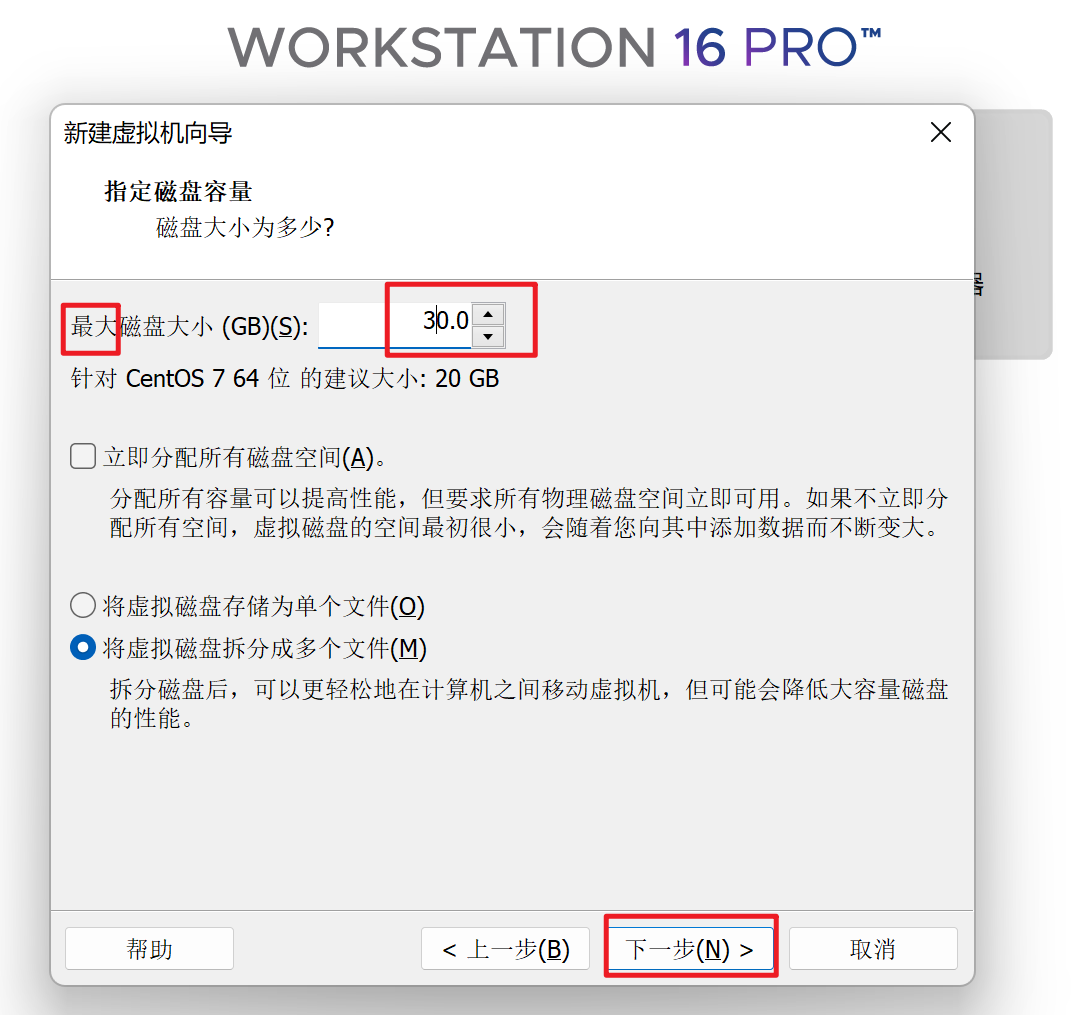 WORKSTATION 16 PRO™
新建虚拟机向导
指定磁盘容量
磁盘大小为多少?
最大磁盘大小 (GB)(S): 30.0
器
针对 CentOS 7 64 位 的建议大小: 20 GB
立即分配所有磁盘空间(A)。
分配所有容量可以提高性能，但要求所有物理磁盘空间立即可用。如果不立即分
配所有空间，虚拟磁盘的空间最初很小，会随着您向其中添加数据而不断变大。
将虚拟磁盘存储为单个文件(O)
将虚拟磁盘拆分成多个文件(M)
拆分磁盘后，可以更轻松地在计算机之间移动虚拟机，但可能会降低大容量磁盘
的性能。
帮助 < 上一步(B) 下一步(N) > 取消